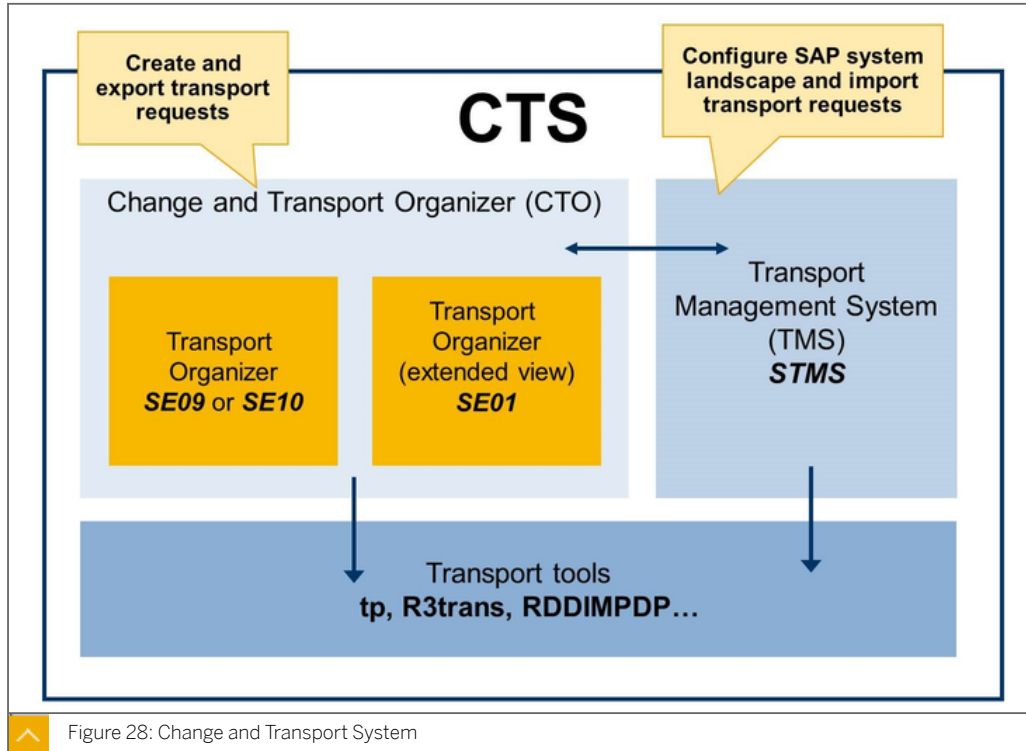 Create and
export transport
requests
Configure SAP system
landscape and import
transport requests
CTS
Change and Transport Organizer (CTO)
Transport
Organizer
SE09 or SE10
Transport
Organizer
(extended view)
SE01
Transport
Management System
(TMS)
STMS
Transport tools
tp, R3trans, RDDIMPDP…
Figure 28: Change and Transport System